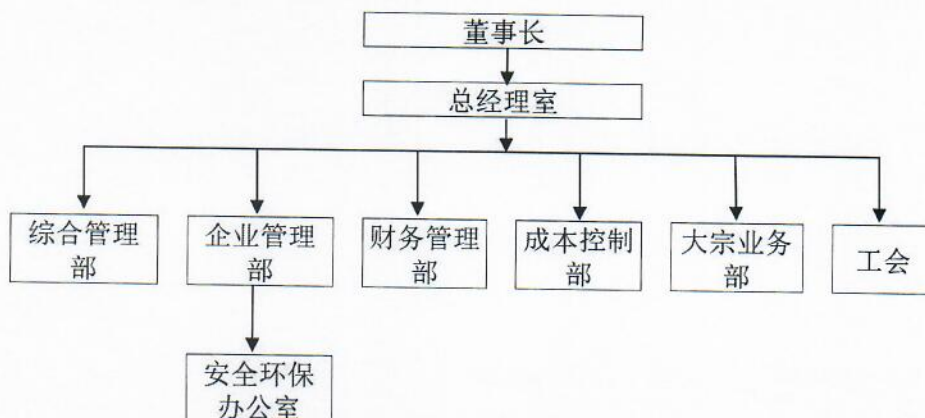 董事长
总经理室
综合管理
部
企业管理
部
财务管理
部
成本控制
部
大宗业务
部
工会
安全环保
办公室